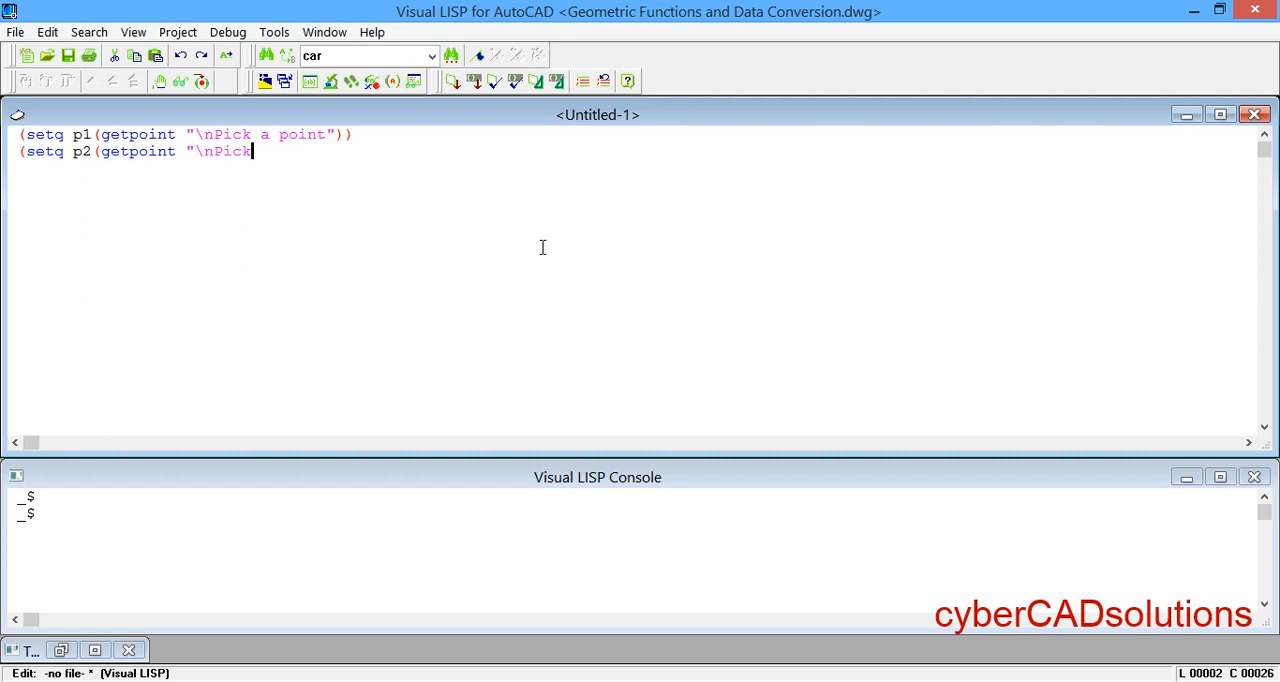 Visual LISP for AutoCAD <Geometric Functions and Data Conversion.dwg>
File Edit Search View Project Debug Tools Window Help
car
<Untitled-1>
(setq p1(getpoint "\nPick a point"))
(setq p2(getpoint "\nPick
Visual LISP Console
_$
_$
cyberCADsolutions
T...
Edit: -no file- * (Visual LISP) L 00002 C 00026